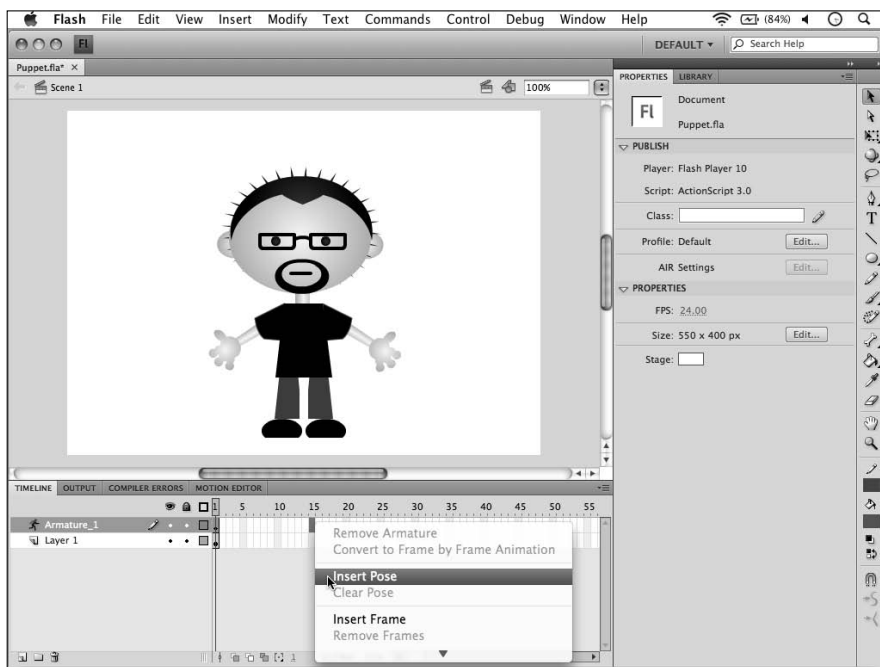 Flash File Edit View Insert Modify Text Commands Control Debug Window Help (84%)
Fl DEFAULT Search Help
Puppet.fla* ×
Scene 1 100%
PROPERTIES LIBRARY
Fl Document
Puppet.fla
PUBLISH
Player: Flash Player 10
Script: ActionScript 3.0
Class:
Profile: Default Edit...
AIR Settings Edit...
PROPERTIES
FPS: 24.00
Size: 550 x 400 px Edit...
Stage:
T
TIMELINE OUTPUT COMPILER ERRORS MOTION EDITOR
1 5 10 15 20 25 30 35 40 45 50 55
Armature_1
Layer 1
Remove Armature
Convert to Frame by Frame Animation
Insert Pose
Clear Pose
Insert Frame
Remove Frames
1